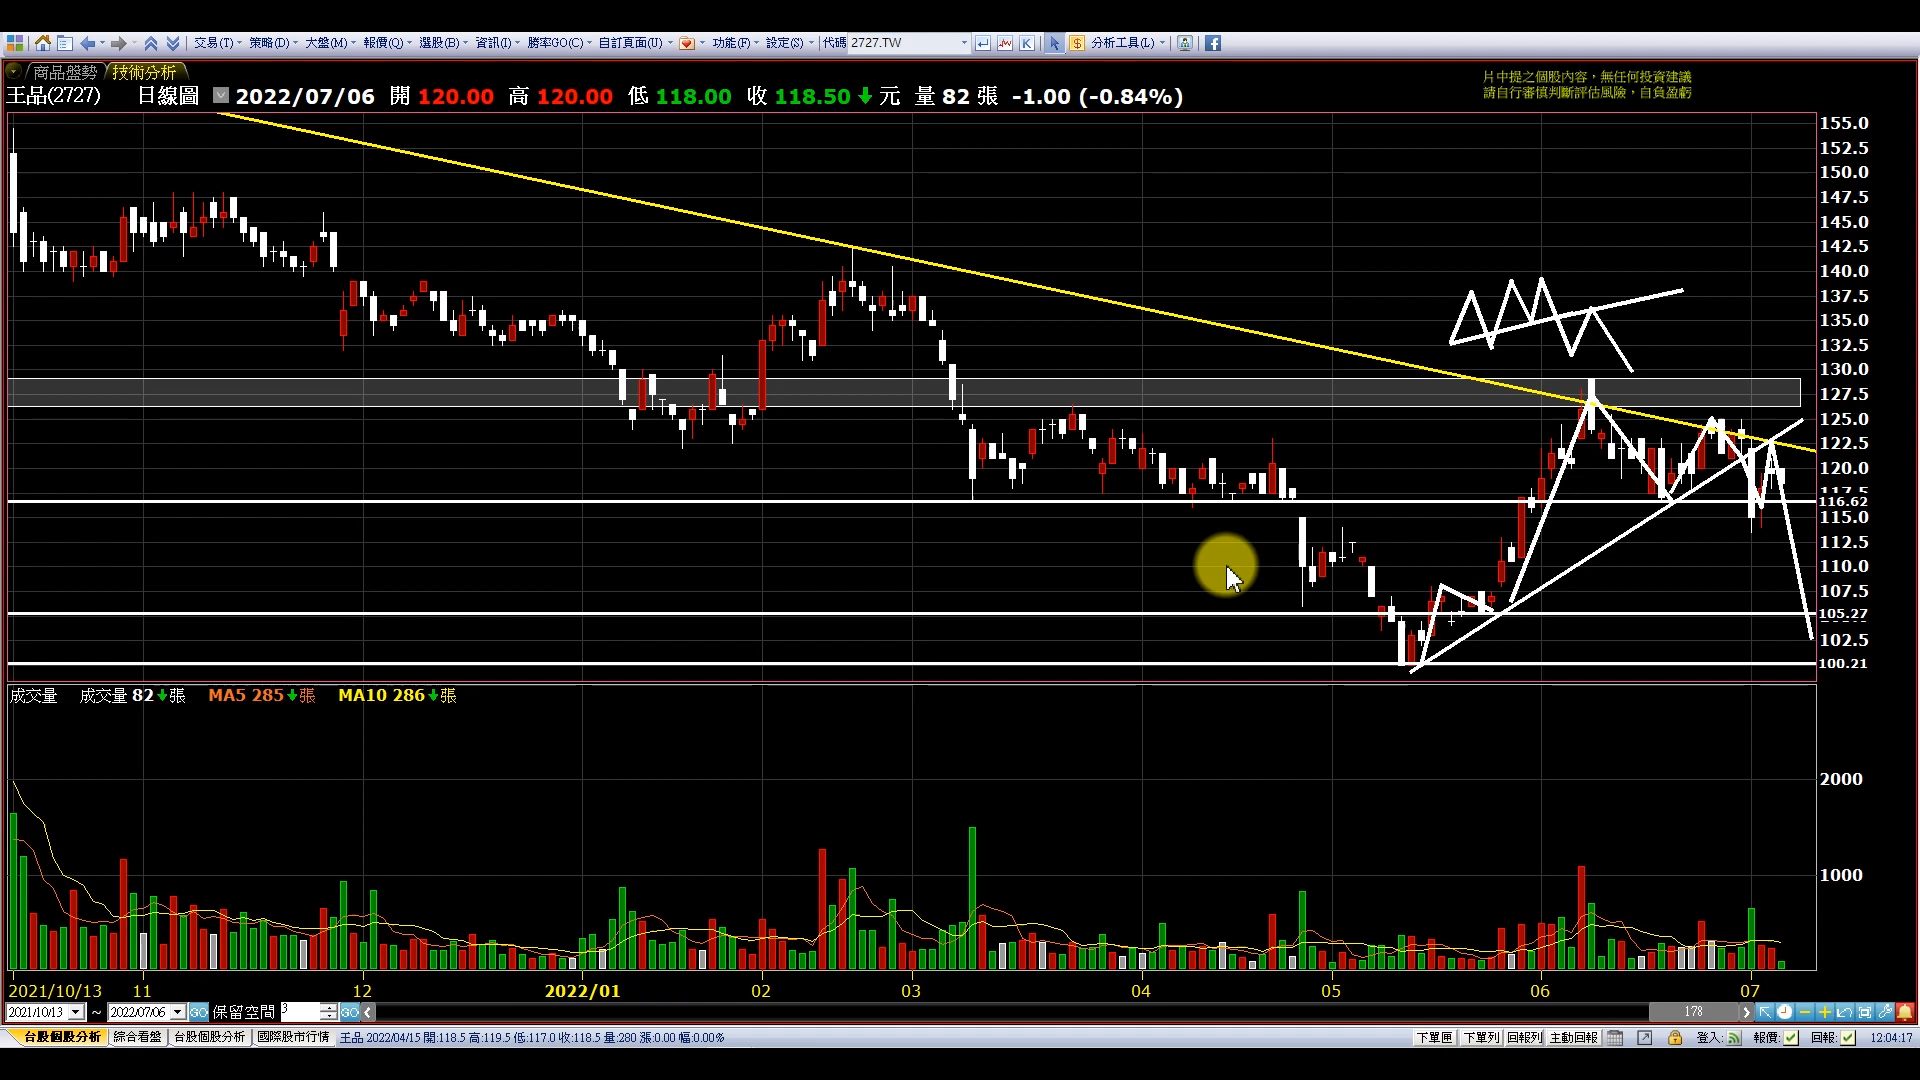 交易(T) 策略(D) 大盤(M) 報價(Q) 選股(B) 資訊(I) 勝率GO(C) 自訂頁面(U) 功能(F) 設定(S) 代碼 2727.TW K $ 分析工具(L)
商品盤勢 技術分析
片中提之個股內容，無任何投資建議
請自行審慎判斷評估風險，自負盈虧
王品(2727) 日線圖 2022/07/06 開 120.00 高 120.00 低 118.00 收 118.50 元 量 82 張 -1.00 (-0.84%)
155.0
152.5
150.0
147.5
145.0
142.5
140.0
137.5
135.0
132.5
130.0
127.5
125.0
122.5
120.0
116.62
115.0
112.5
110.0
107.5
105.27
102.5
100.21
成交量 成交量 82 張 MA5 285 張 MA10 286 張
2000
1000
2021/10/13 11 12 2022/01 02 03 04 05 06 07
2021/10/13 ~ 2022/07/06 GO 保留空間 3 GO 178
台股個股分析 綜合看盤 台股個股分析 國際股市行情 王品 2022/04/15 開:118.5 高:119.5 低:117.0 收:118.5 量:280 漲:0.00 幅:0.00% 下單匣 下單列 回報列 主動回報 登入: 報價: 回報: 12:04:17